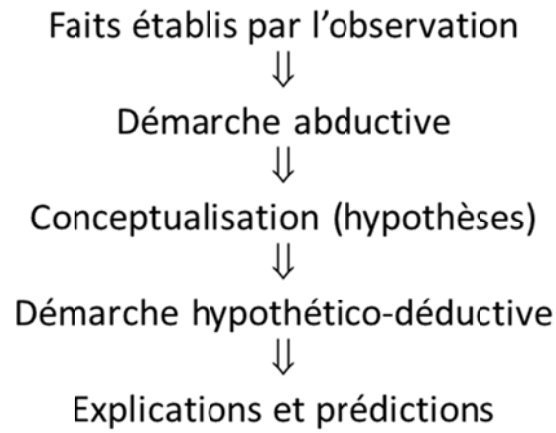 Faits établis par l’observation
⇓
Démarche abductive
⇓
Conceptualisation (hypothèses)
⇓
Démarche hypothético-déductive
⇓
Explications et prédictions